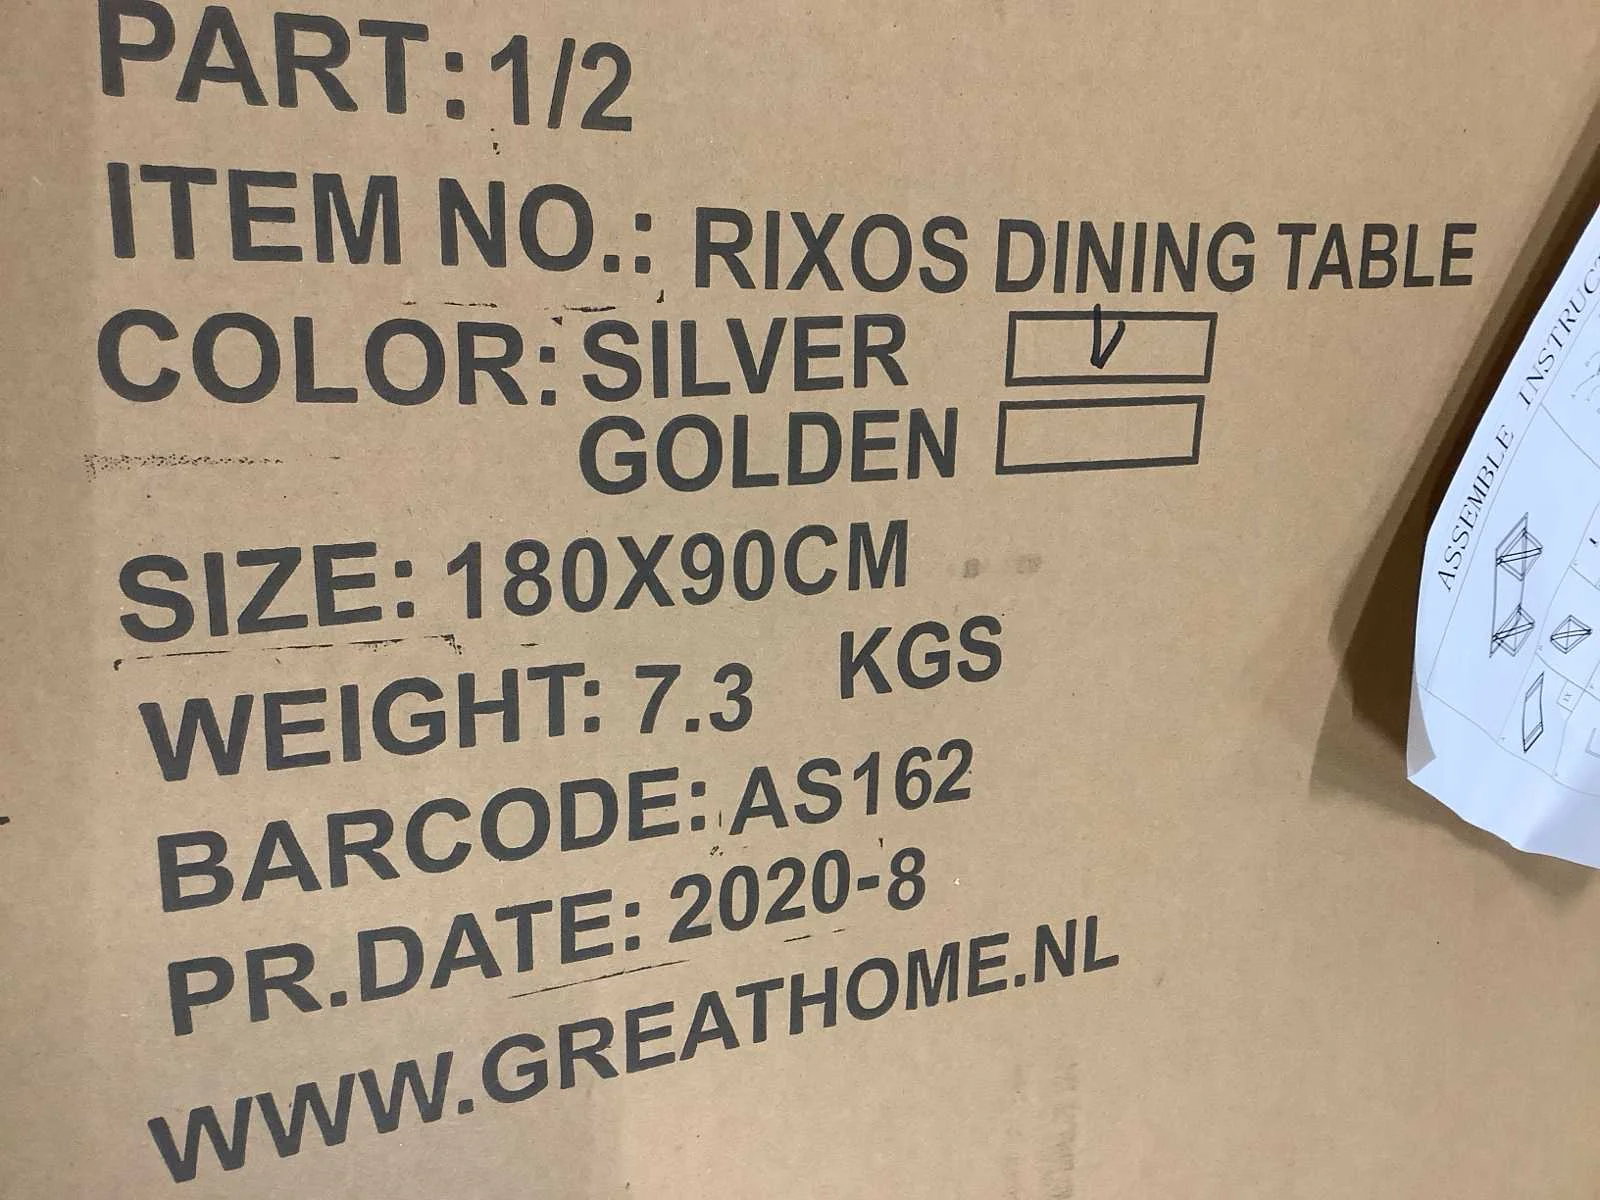 PART: 1/2
ITEM NO.: RIXOS DINING TABLE
COLOR: SILVER V
GOLDEN
SIZE: 180X90CM
WEIGHT: 7.3 KGS
BARCODE: AS162
PR.DATE: 2020-8
WWW.GREATHOME.NL
ASSEMBLE INSTRUCT